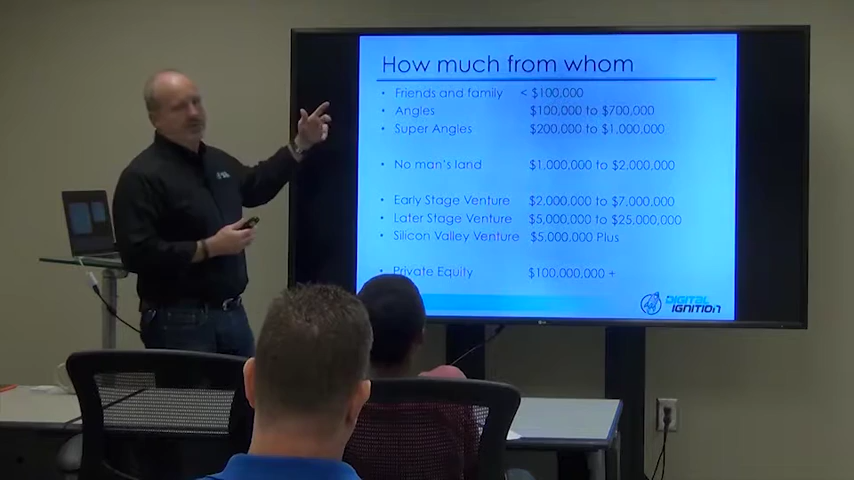 How much from whom
• Friends and family < $100,000
• Angles $100,000 to $700,000
• Super Angles $200,000 to $1,000,000
• No man's land $1,000,000 to $2,000,000
• Early Stage Venture $2,000,000 to $7,000,000
• Later Stage Venture $5,000,000 to $25,000,000
• Silicon Valley Venture $5,000,000 Plus
• Private Equity $100,000,000 +
DIGITAL
IGNITION